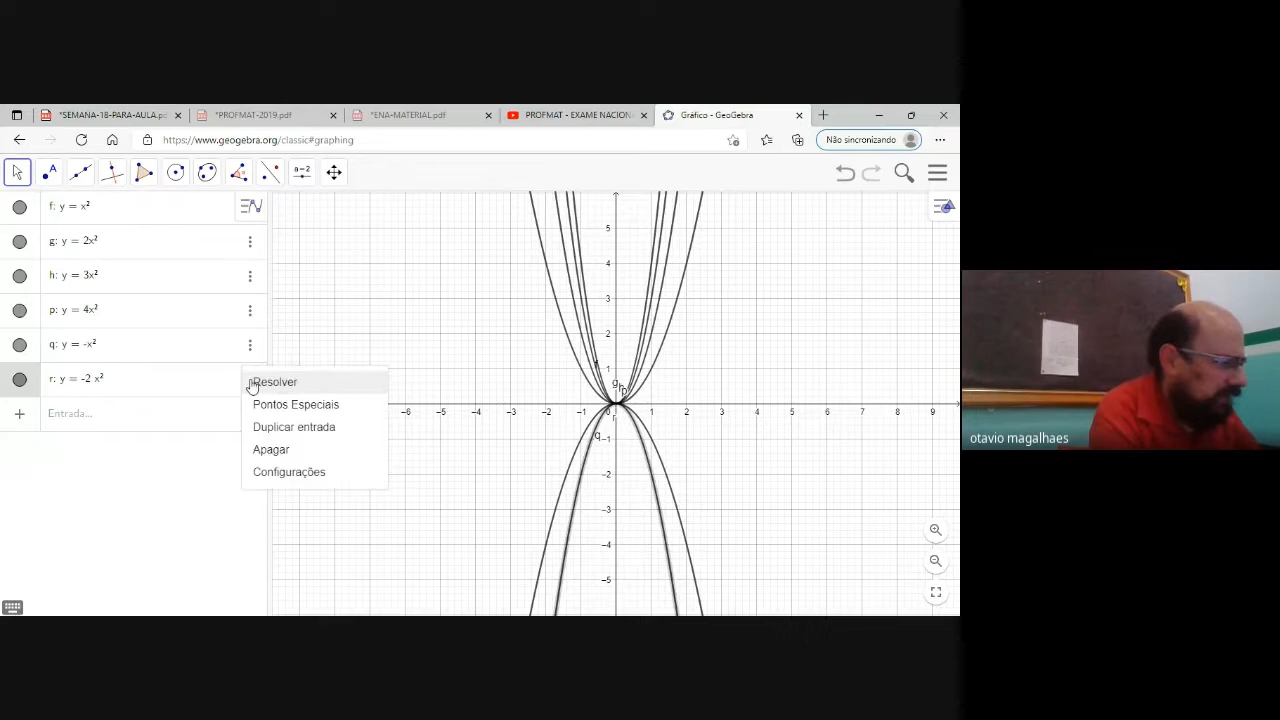 *SEMANA-18-PARA-AULA.pc
*PROFMAT-2019.pdf
*ENA-MATERIAL.pdf
PROFMAT - EXAME NACION
Gráfico - GeoGebra
https://www.geogebra.org/classic#graphing
Não sincronizando
a=2
A
f: y = x²
g: y = 2x²
h: y = 3x²
p: y = 4x²
q: y = -x²
r: y = -2 x²
Entrada...
Resolver
Pontos Especiais
Duplicar entrada
Apagar
Configurações
5
4
3
2
1
–6 –5 –4 –3 –2 –1 0 1 2 3 4 5 6 7 8 9
–1
–2
–3
–4
–5
f
g
h
p
r
q
otavio magalhaes